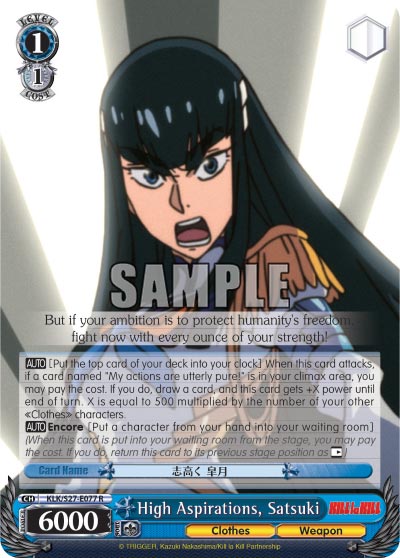 LEVEL
1
1
COST
SAMPLE
But if your ambition is to protect humanity's freedom,
fight now with every ounce of your strength!
AUTO [Put the top card of your deck into your clock] When this card attacks,
if a card named "My actions are utterly pure!" is in your climax area, you
may pay the cost. If you do, draw a card, and this card gets +X power until
end of turn. X is equal to 500 multiplied by the number of your other
«Clothes» characters.
AUTO Encore [Put a character from your hand into your waiting room]
(When this card is put into your waiting room from the stage, you may pay
the cost. If you do, return this card to its previous stage position as )
Card Name 志高く 皐月
CH KLK/S27-E077 R
POWER 6000 SOUL High Aspirations, Satsuki KILL la KILL
Clothes Weapon
© TRIGGER, Kazuki Nakashima/Kill la Kill Partnership